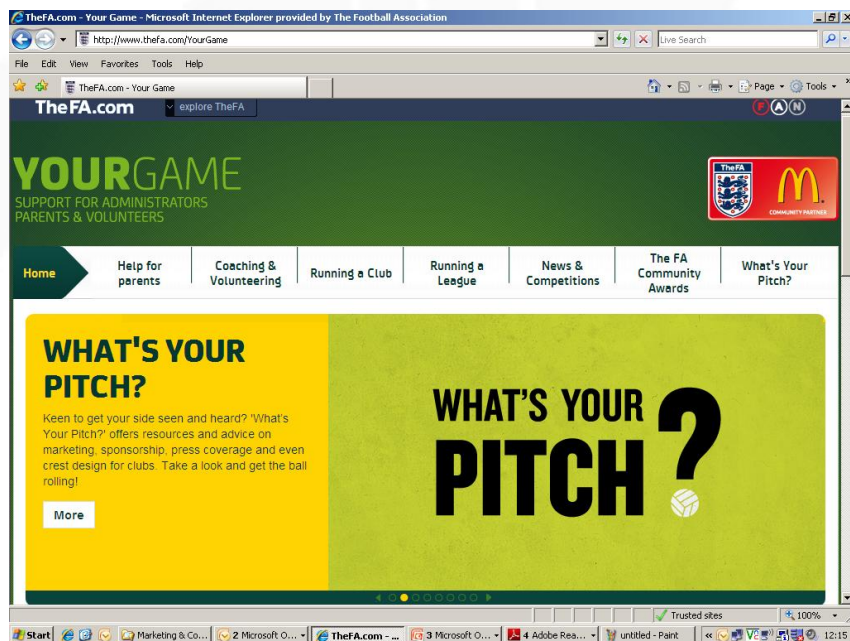 TheFA.com - Your Game - Microsoft Internet Explorer provided by The Football Association
http://www.thefa.com/YourGame
Live Search
File Edit View Favorites Tools Help
TheFA.com - Your Game
Page Tools
TheFA.com explore TheFA
F A N
YOURGAME
SUPPORT FOR ADMINISTRATORS
PARENTS & VOLUNTEERS
TheFA
COMMUNITY PARTNER
Home
Help for
parents
Coaching &
Volunteering
Running a Club
Running a
League
News &
Competitions
The FA
Community
Awards
What's Your
Pitch?
WHAT'S YOUR
PITCH?
Keen to get your side seen and heard? 'What's
Your Pitch?' offers resources and advice on
marketing, sponsorship, press coverage and even
crest design for clubs. Take a look and get the ball
rolling!
More
WHAT'S YOUR
PITCH?
Trusted sites
100%
Start
Marketing & Co...
2 Microsoft O...
TheFA.com - ...
3 Microsoft O...
4 Adobe Rea...
untitled - Paint
12:15